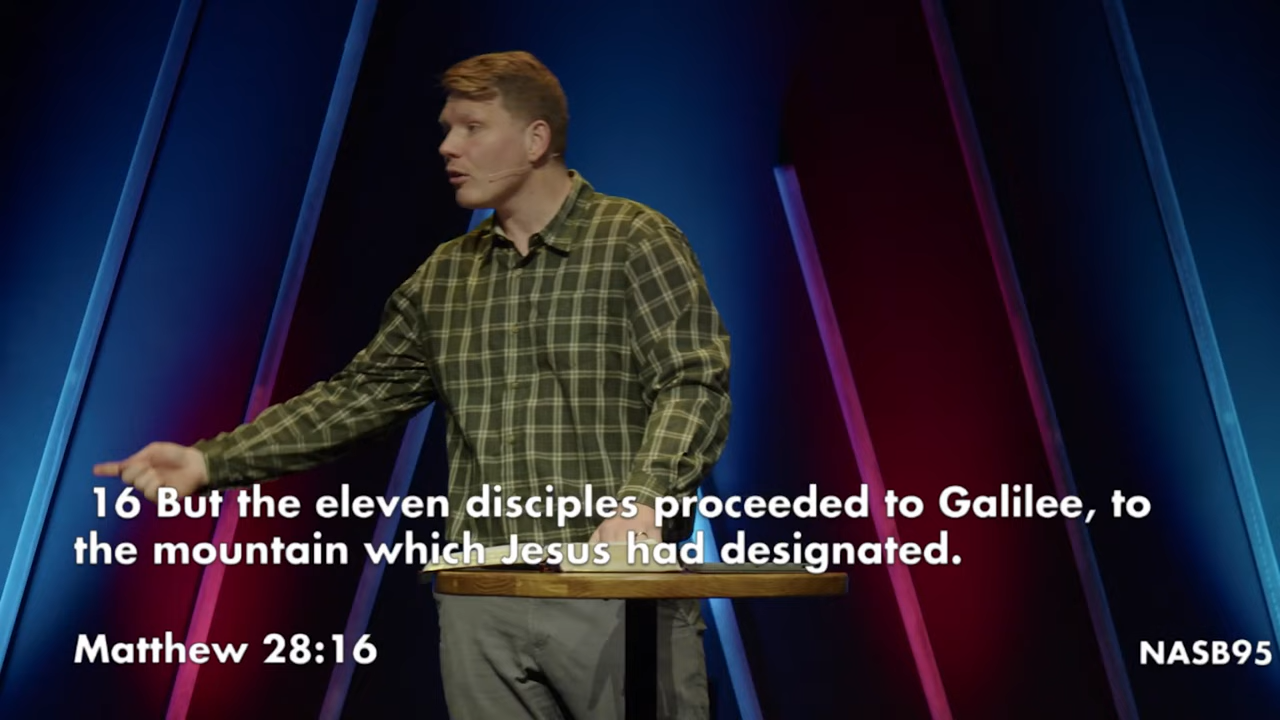 16 But the eleven disciples proceeded to Galilee, to
the mountain which Jesus had designated.
Matthew 28:16
NASB95